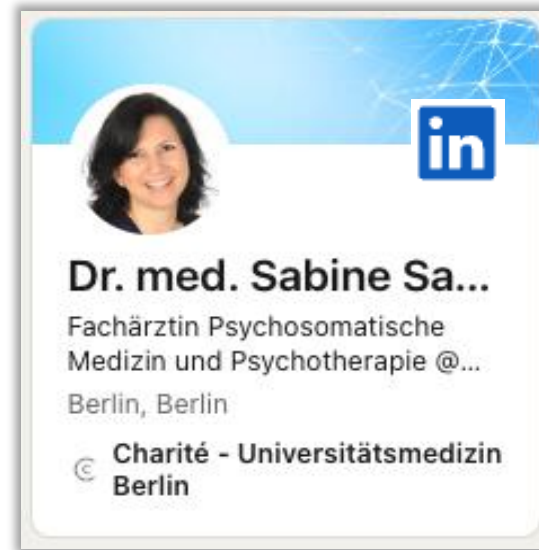 in
Dr. med. Sabine Sa...
Fachärztin Psychosomatische
Medizin und Psychotherapie @...
Berlin, Berlin
Charité - Universitätsmedizin
Berlin